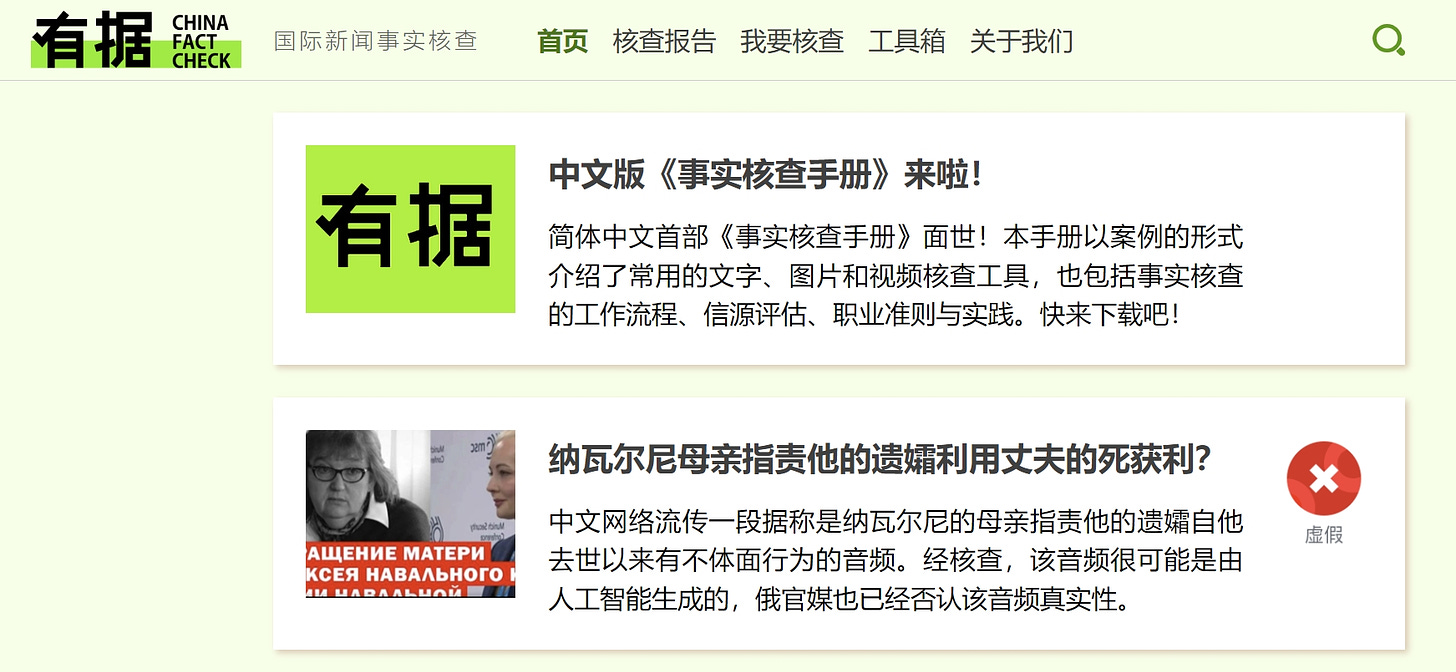 有据
CHINA
FACT
CHECK
国际新闻事实核查
首页 核查报告 我要核查 工具箱 关于我们
有据
中文版《事实核查手册》来啦！
简体中文首部《事实核查手册》面世！本手册以案例的形式
介绍了常用的文字、图片和视频核查工具，也包括事实核查
的工作流程、信源评估、职业准则与实践。快来下载吧！
纳瓦尔尼母亲指责他的遗孀利用丈夫的死获利？
中文网络流传一段据称是纳瓦尔尼的母亲指责他的遗孀自他
去世以来有不体面行为的音频。经核查，该音频很可能是由
人工智能生成的，俄官媒也已经否认该音频真实性。
虚假
msc
Munich Security
Conference
РАЩЕНИЕ МАТЕРИ
КСЕЯ НАВАЛЬНОГО К
ИИ НАВАЛЬНОЙ